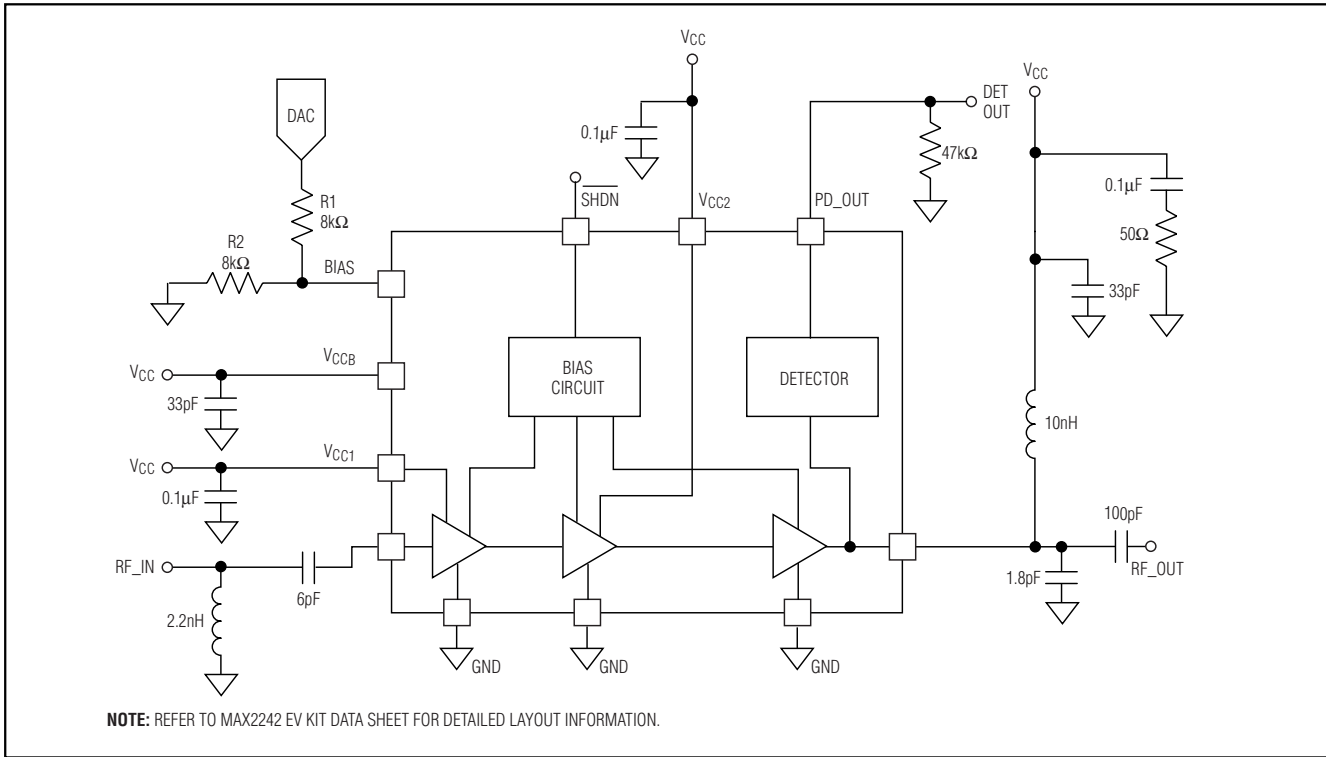 VCC
DAC
0.1μF
R1
8kΩ
R2
8kΩ
BIAS
SHDN
VCC2
PD_OUT
DET
OUT
47kΩ
VCC
0.1μF
50Ω
33pF
VCC
VCCB
33pF
BIAS
CIRCUIT
DETECTOR
10nH
VCC
VCC1
0.1μF
RF_IN
6pF
2.2nH
100pF
RF_OUT
1.8pF
GND
GND
GND
NOTE: REFER TO MAX2242 EV KIT DATA SHEET FOR DETAILED LAYOUT INFORMATION.